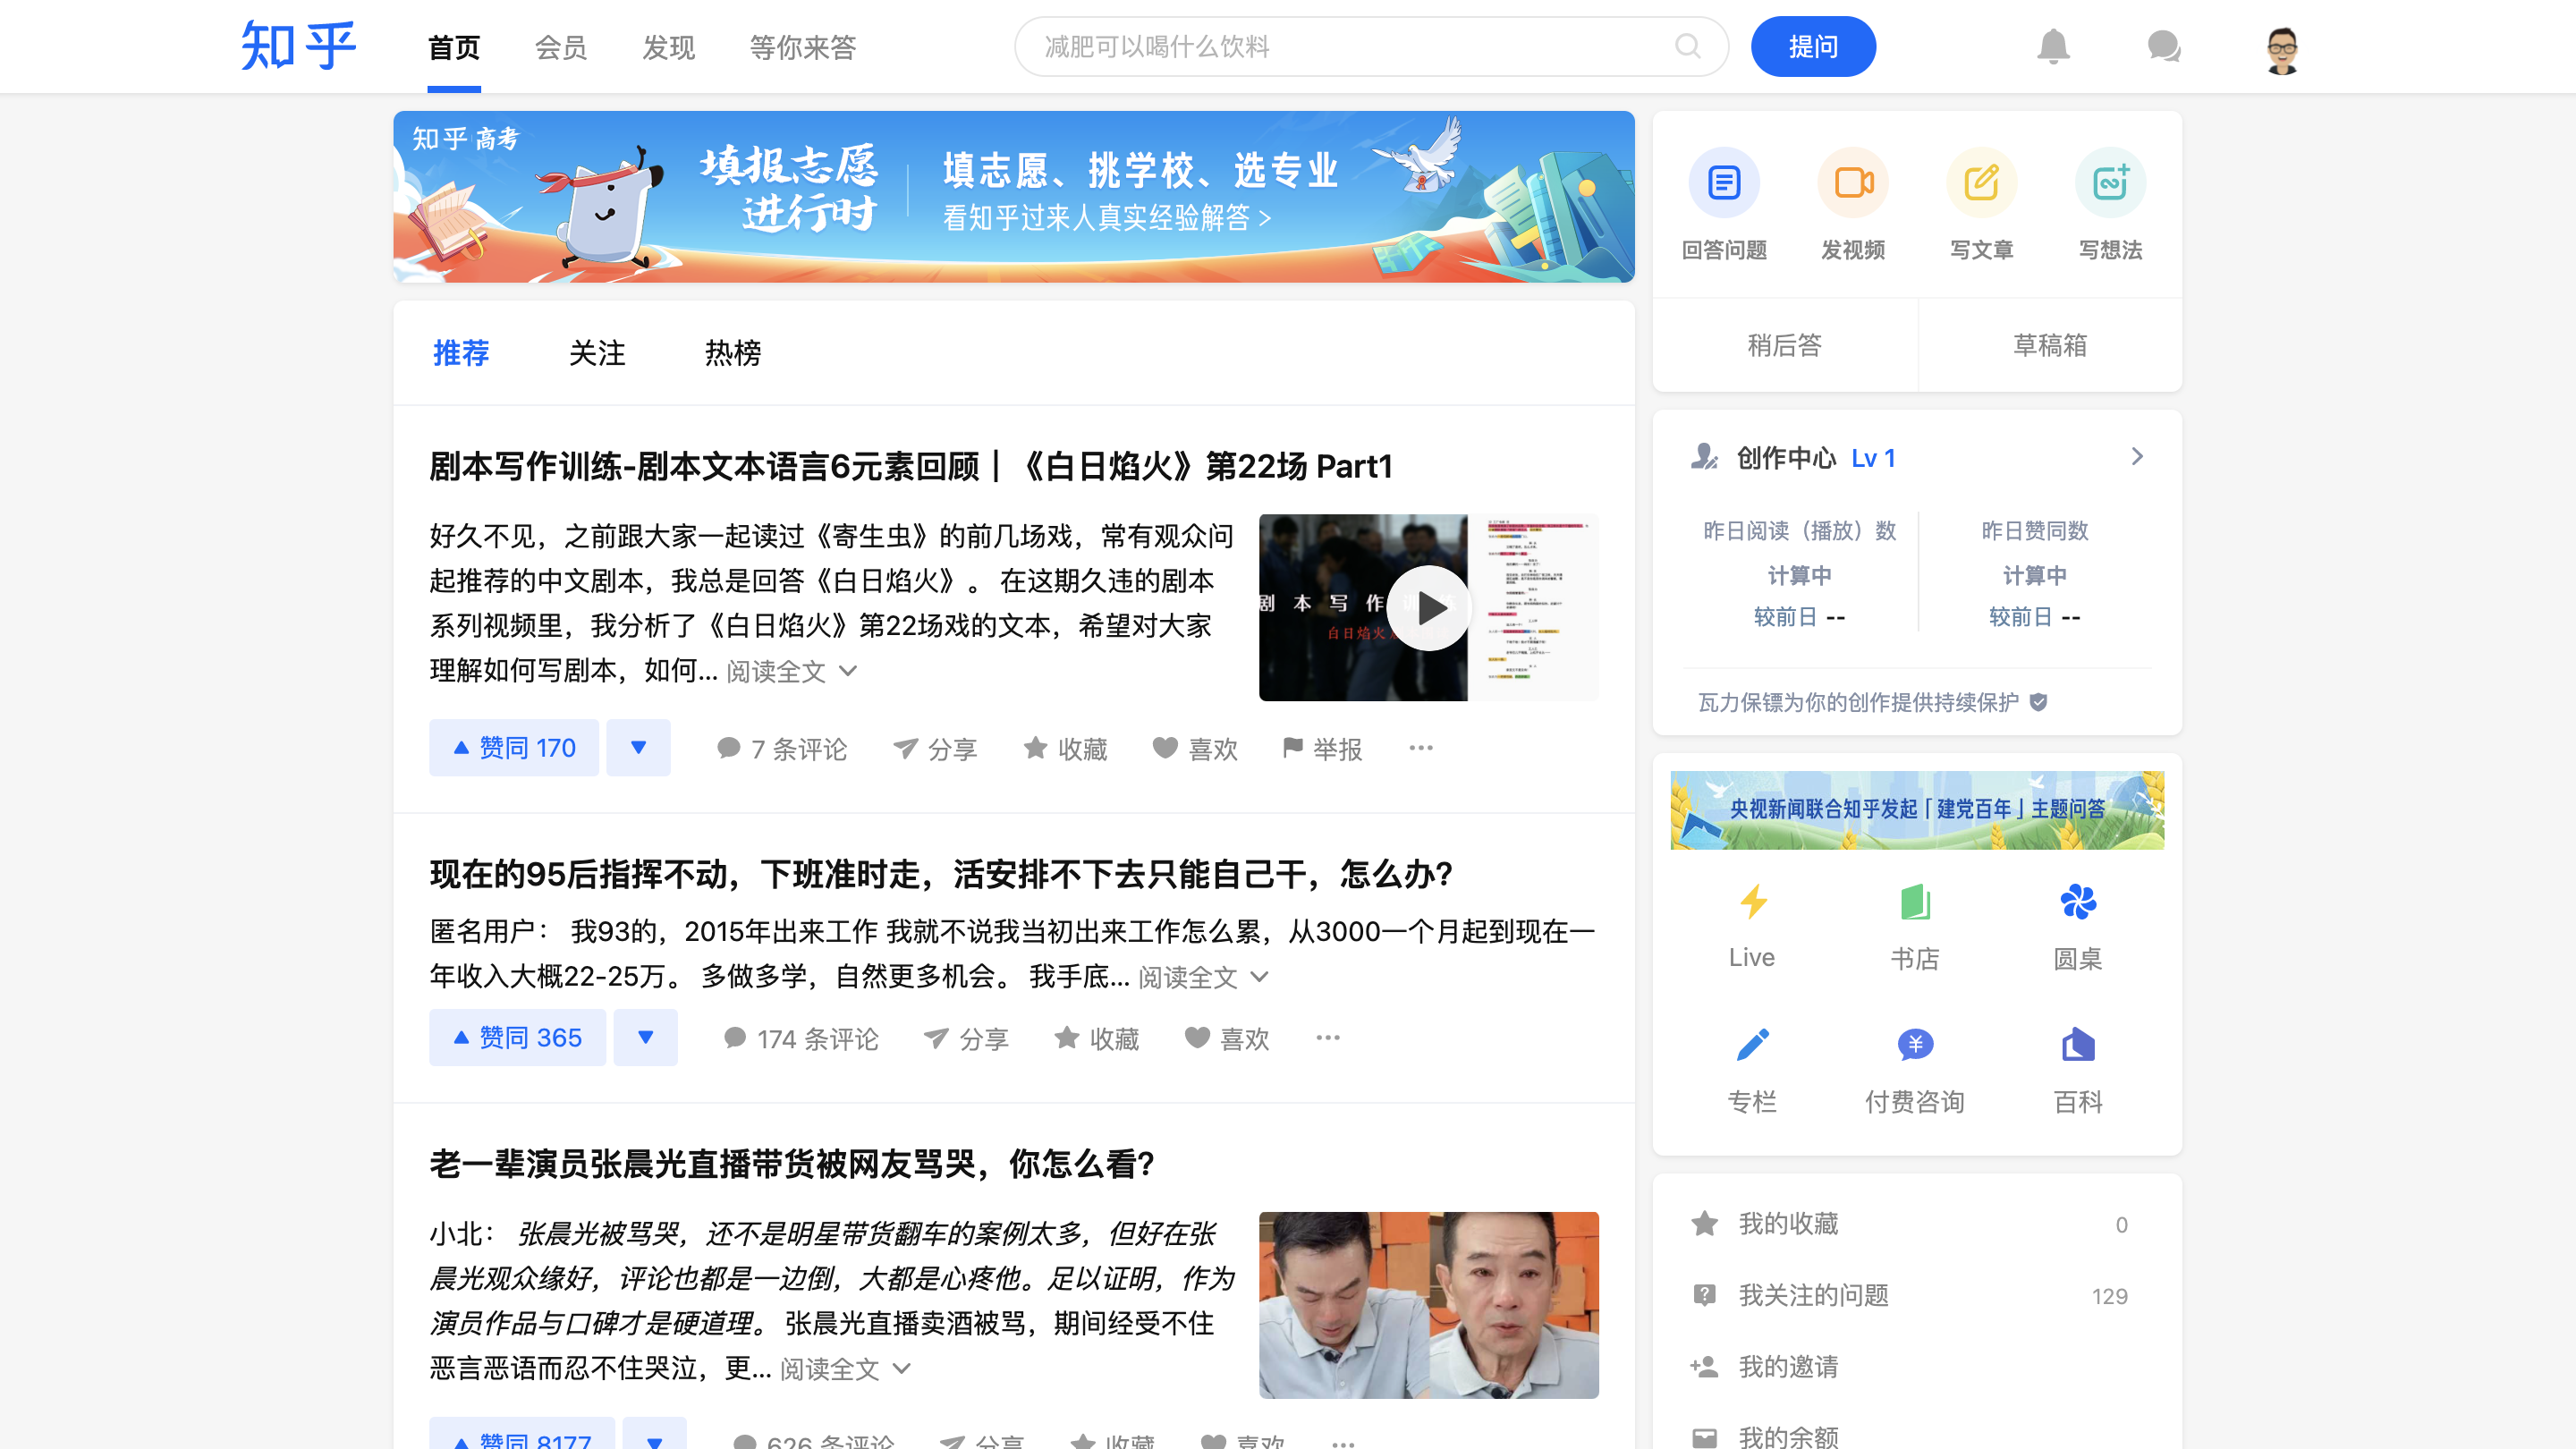 知乎
首页
会员
发现
等你来答
减肥可以喝什么饮料
提问
知乎高考
填报志愿
进行时
填志愿、挑学校、选专业
看知乎过来人真实经验解答 >
推荐
关注
热榜
剧本写作训练-剧本文本语言6元素回顾｜《白日焰火》第22场 Part1
好久不见，之前跟大家一起读过《寄生虫》的前几场戏，常有观众问
起推荐的中文剧本，我总是回答《白日焰火》。 在这期久违的剧本
系列视频里，我分析了《白日焰火》第22场戏的文本，希望对大家
理解如何写剧本，如何... 阅读全文
剧 本 写 作 训 练
白日焰火
赞同 170
7 条评论
分享
收藏
喜欢
举报
现在的95后指挥不动，下班准时走，活安排不下去只能自己干，怎么办?
匿名用户： 我93的，2015年出来工作 我就不说我当初出来工作怎么累，从3000一个月起到现在一
年收入大概22-25万。 多做多学，自然更多机会。 我手底... 阅读全文
赞同 365
174 条评论
分享
收藏
喜欢
老一辈演员张晨光直播带货被网友骂哭，你怎么看?
小北： 张晨光被骂哭，还不是明星带货翻车的案例太多，但好在张
晨光观众缘好，评论也都是一边倒，大都是心疼他。足以证明，作为
演员作品与口碑才是硬道理。 张晨光直播卖酒被骂，期间经受不住
恶言恶语而忍不住哭泣，更... 阅读全文
赞同 8177
626 条评论
分享
收藏
喜欢
回答问题
发视频
写文章
写想法
稍后答
草稿箱
创作中心 Lv 1
昨日阅读（播放）数
计算中
较前日 --
昨日赞同数
计算中
较前日 --
瓦力保镖为你的创作提供持续保护
央视新闻联合知乎发起「建党百年」主题问答
Live
书店
圆桌
专栏
付费咨询
百科
我的收藏 0
我关注的问题 129
我的邀请
我的余额